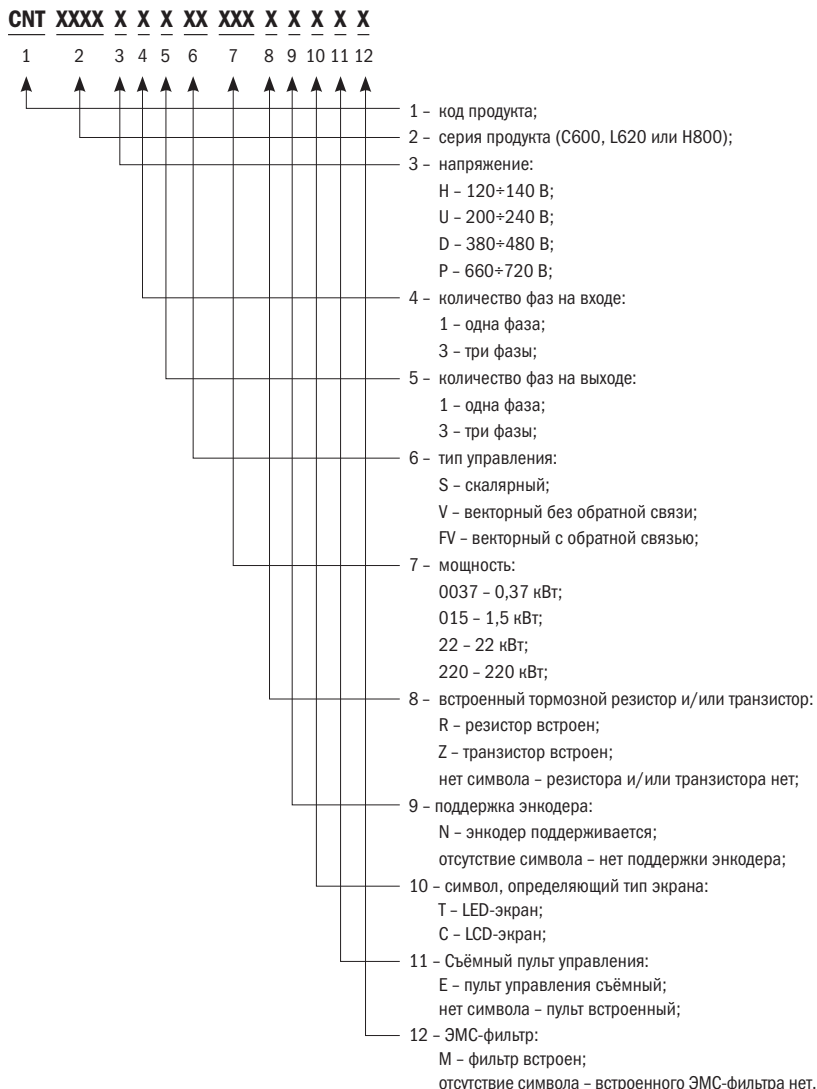 CNT XXXX X X X XX XXX X X X X X
1 2 3 4 5 6 7 8 9 10 11 12
1 – код продукта;
2 – серия продукта (C600, L620 или H800);
3 – напряжение:
H – 120÷140 В;
U – 200÷240 В;
D – 380÷480 В;
P – 660÷720 В;
4 – количество фаз на входе:
1 – одна фаза;
3 – три фазы;
5 – количество фаз на выходе:
1 – одна фаза;
3 – три фазы;
6 – тип управления:
S – скалярный;
V – векторный без обратной связи;
FV – векторный с обратной связью;
7 – мощность:
0037 – 0,37 кВт;
015 – 1,5 кВт;
22 – 22 кВт;
220 – 220 кВт;
8 – встроенный тормозной резистор и/или транзистор:
R – резистор встроен;
Z – транзистор встроен;
нет символа – резистора и/или транзистора нет;
9 – поддержка энкодера:
N – энкодер поддерживается;
отсутствие символа – нет поддержки энкодера;
10 – символ, определяющий тип экрана:
T – LED-экран;
C – LCD-экран;
11 – Съёмный пульт управления:
E – пульт управления съёмный;
нет символа – пульт встроенный;
12 – ЭМС-фильтр:
M – фильтр встроен;
отсутствие символа – встроенного ЭМС-фильтра нет.